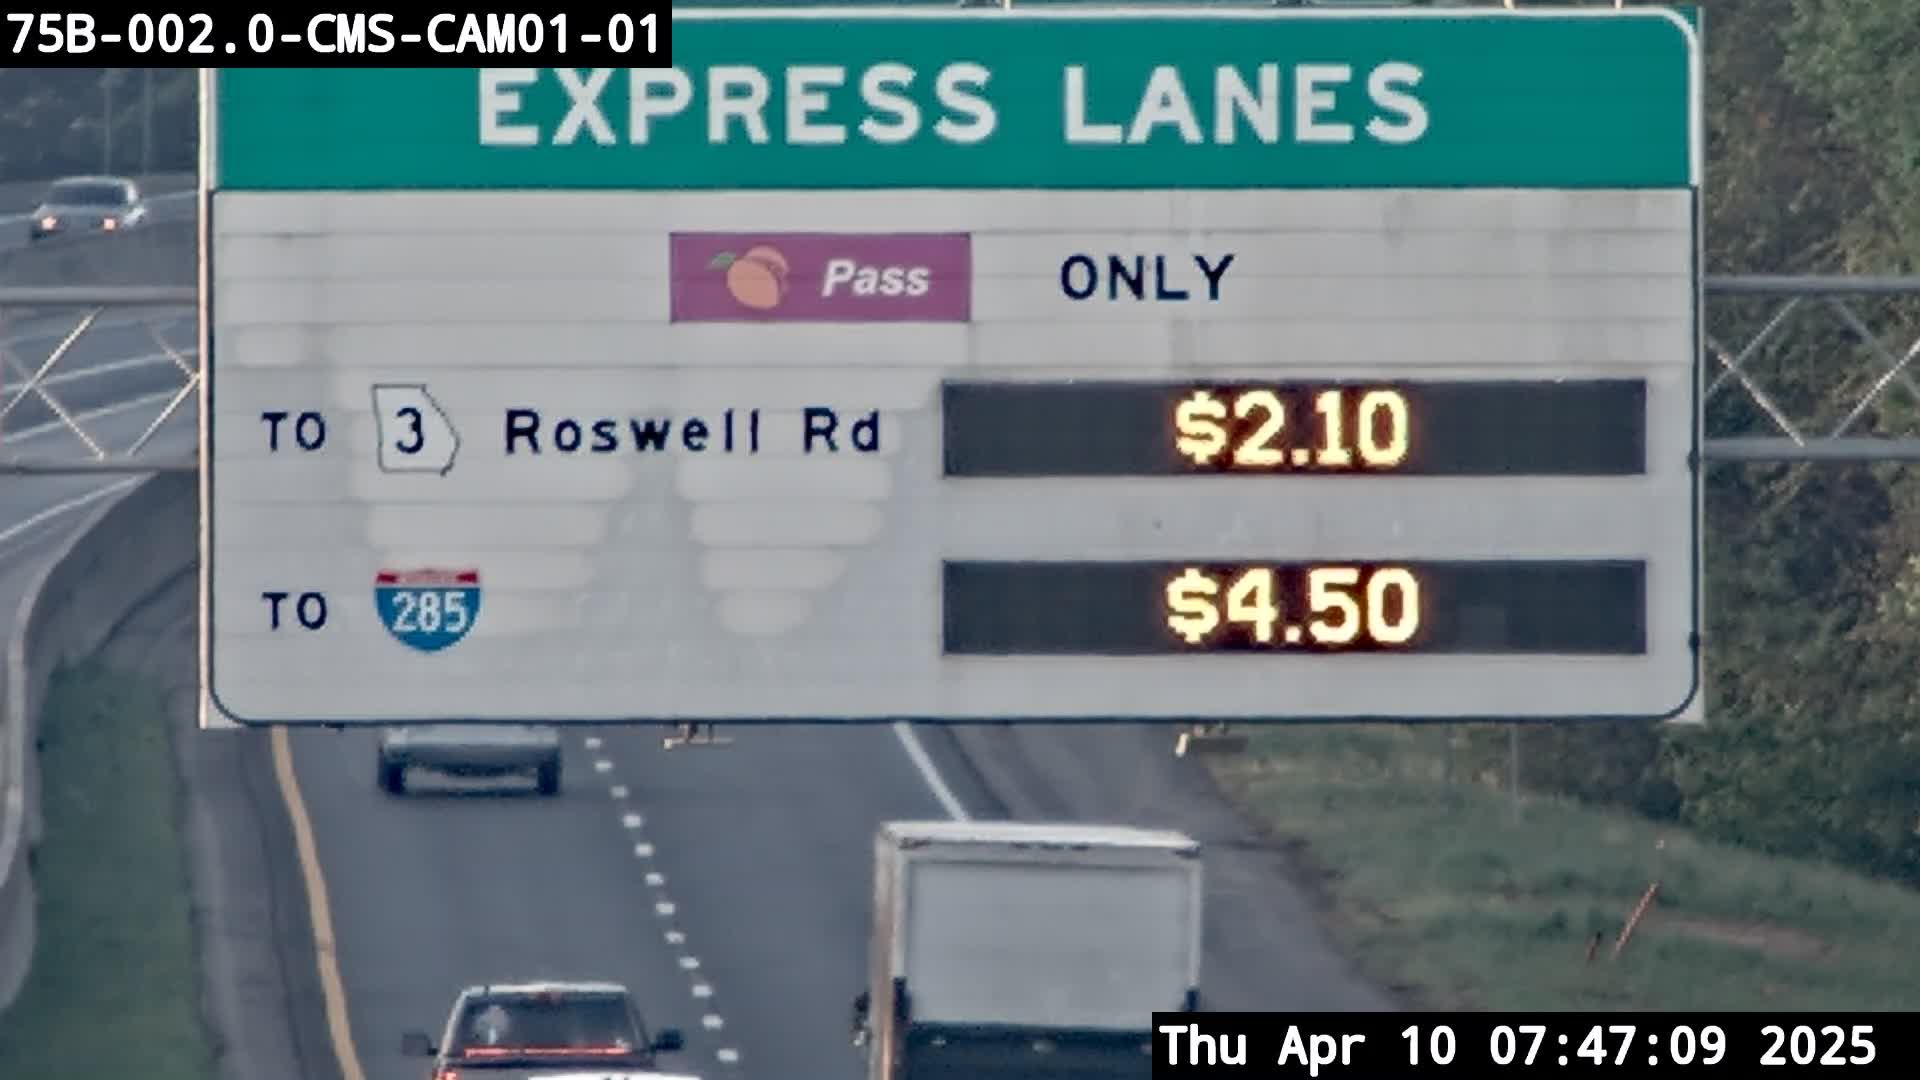 75B-002.0-CMS-CAM01-01
EXPRESS LANES
Pass ONLY
TO 3 Roswell Rd $2.10
TO 285 $4.50
Thu Apr 10 07:47:09 2025